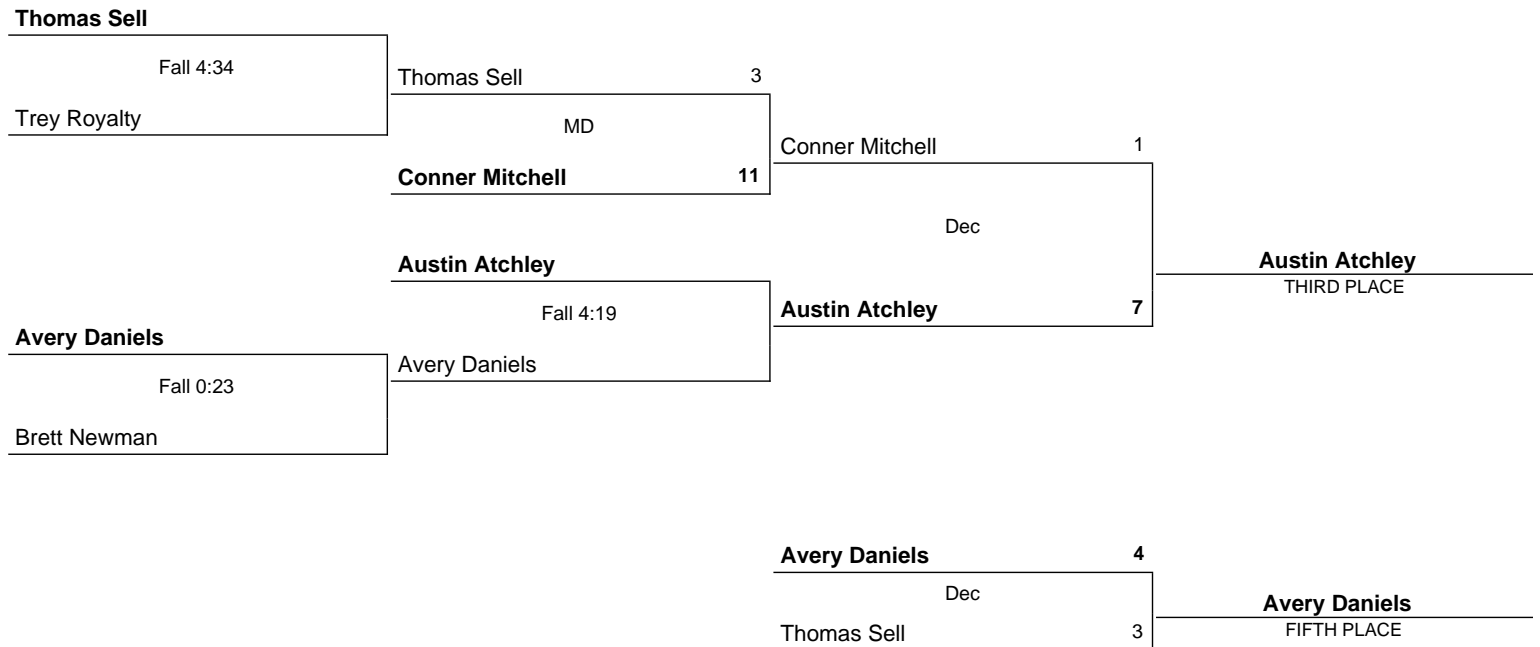 Thomas Sell
Fall 4:34
Trey Royalty
Thomas Sell 3
MD
Conner Mitchell 11
Conner Mitchell 1
Dec
Austin Atchley 7
Austin Atchley
THIRD PLACE
Austin Atchley
Fall 4:19
Avery Daniels
Avery Daniels
Fall 0:23
Brett Newman
Avery Daniels 4
Dec
Thomas Sell 3
Avery Daniels
FIFTH PLACE